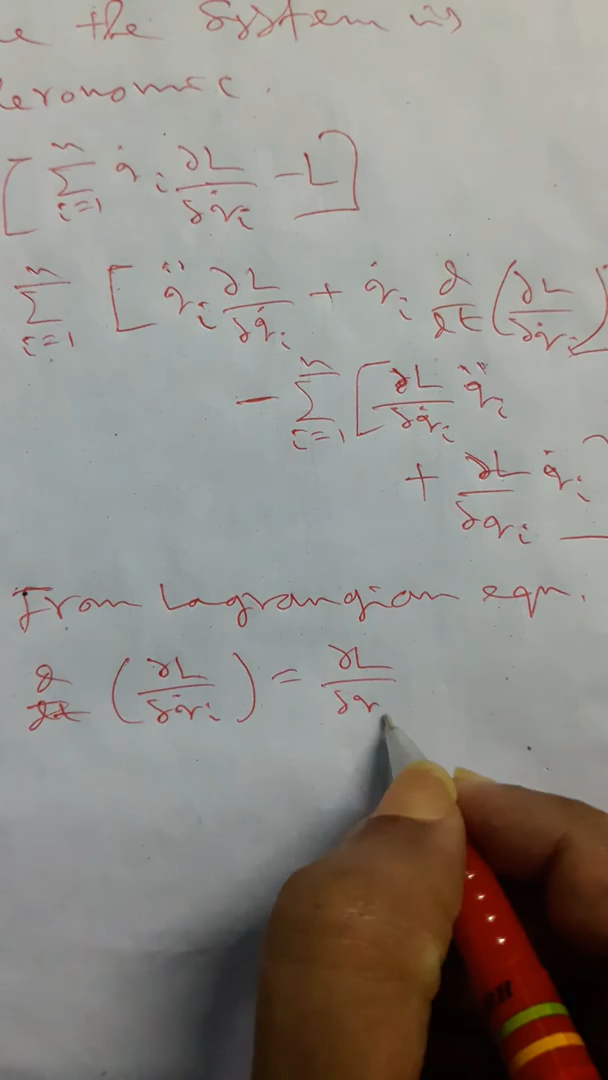 the System is
[ Σ_{i=1}^{n} q̇_i ∂L/∂q̇_i - L ]
Σ_{i=1}^{n} [ q̈_i ∂L/∂q̇_i + q̇_i d/dt (∂L/∂q̇_i)
- Σ_{i=1}^{n} [ ∂L/∂q̇_i q̈_i
+ ∂L/∂q_i q̇_i ]
From Lagrangian eqn.
d/dt (∂L/∂q̇_i) = ∂L/∂q